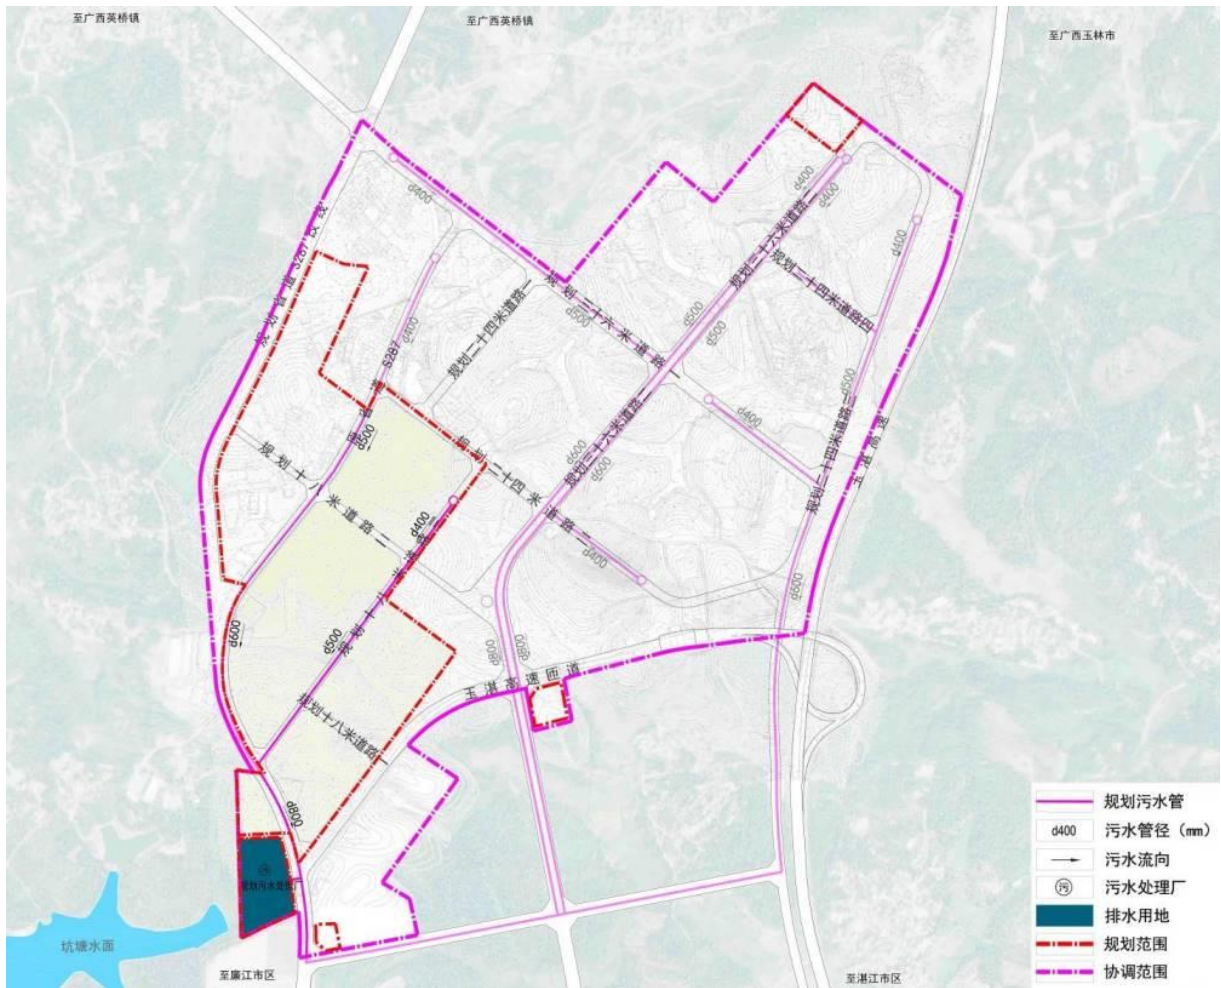 至广西英桥镇
至广西英桥镇
至广西玉林市
d400
d400
d400
规划省道S287改线
d400
规划三十六米道路二
规划二十四米道路四
d400
规划二十四米道路一
规划三十六米道路一
d500
d500
d500
S287
d400
d500
d500
规划二十四米道路三
玉湛高速
规划三十六米道路二
d600
d600
规划十八米道路二
规划二十四米道路二
d400
d400
d600
d600
d500
规划十八米道路一
d800
d800
玉湛高速匝道
d800
规划污水处理厂
污
坑塘水面
至廉江市区
至湛江市区
规划污水管
d400
污水管径（mm）
污水流向
污
污水处理厂
排水用地
规划范围
协调范围